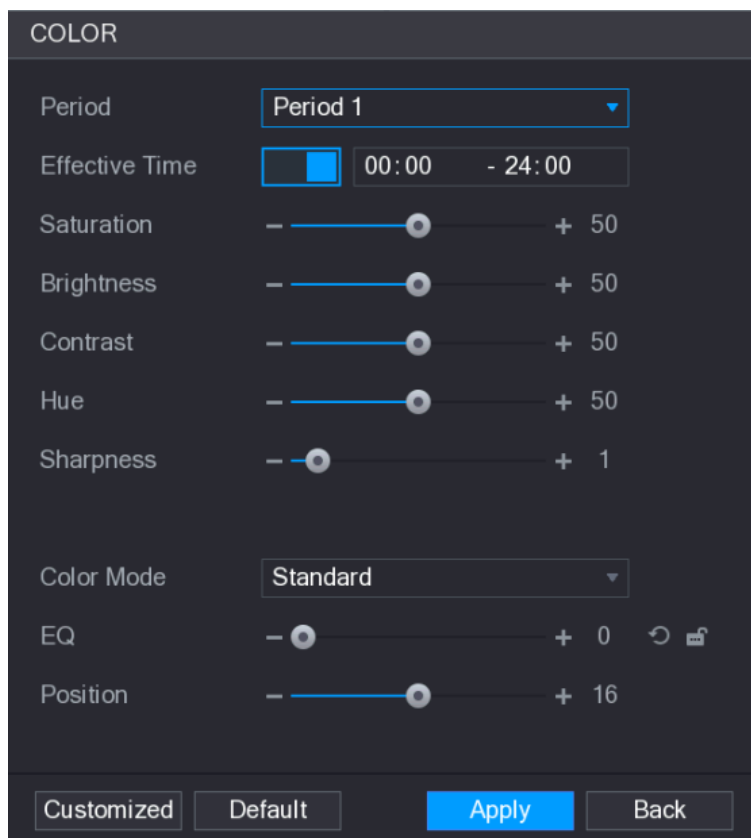 COLOR
Period Period 1
Effective Time 00:00 - 24:00
Saturation - + 50
Brightness - + 50
Contrast - + 50
Hue - + 50
Sharpness - + 1
Color Mode Standard
EQ - + 0
Position - + 16
Customized Default Apply Back